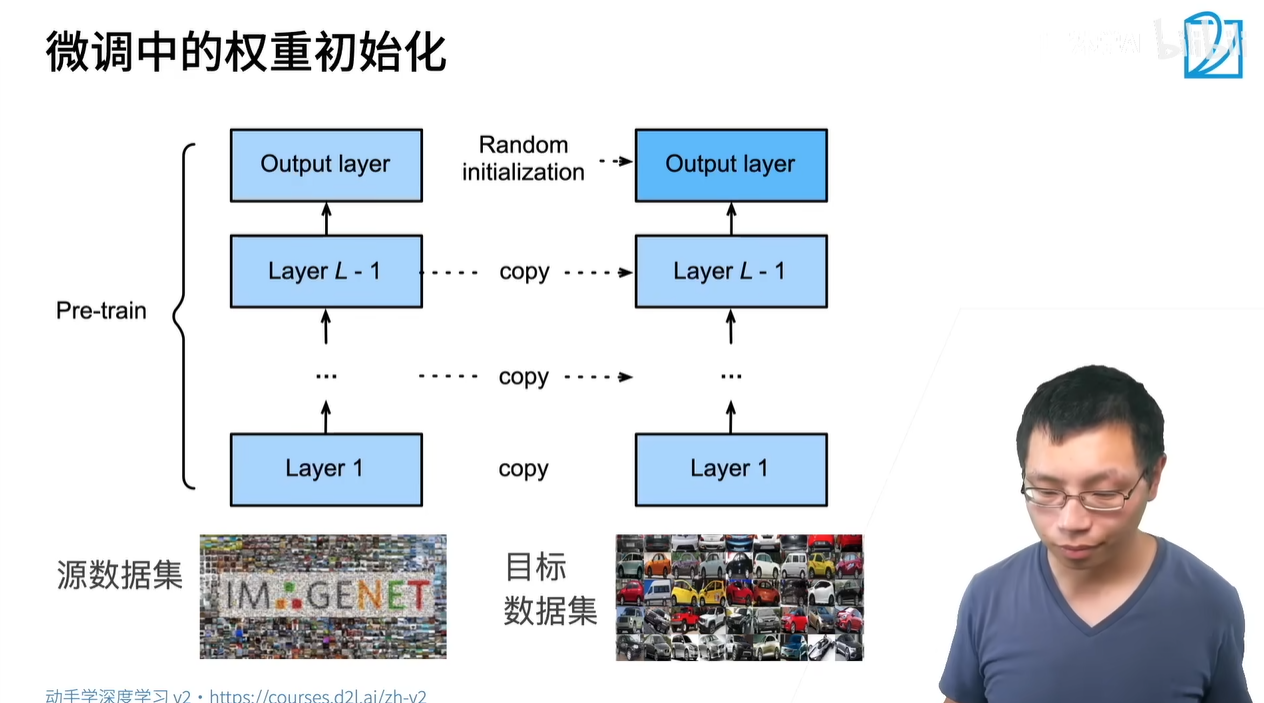 微调中的权重初始化
Output layer
Random
initialization
Output layer
Layer L - 1
copy
Layer L - 1
Pre-train
...
copy
...
Layer 1
copy
Layer 1
源数据集
IMAGENET
目标
数据集
动手学深度学习 v2 · https://courses.d2l.ai/zh-v2
bilibili